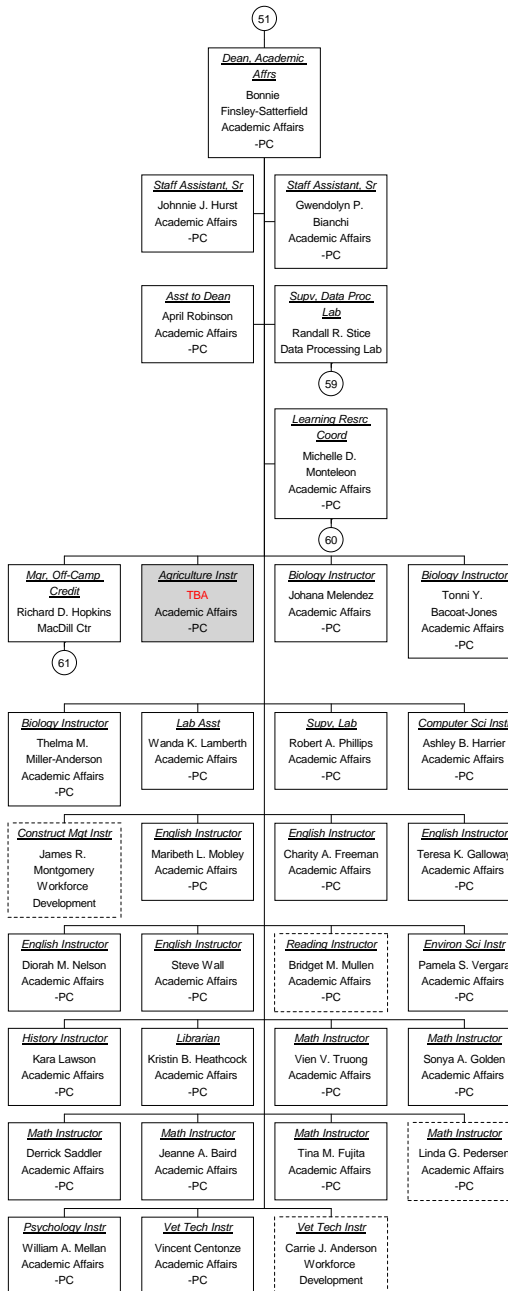 51
Dean, Academic
Affrs
Bonnie
Finsley-Satterfield
Academic Affairs
-PC
Staff Assistant, Sr
Johnnie J. Hurst
Academic Affairs
-PC
Staff Assistant, Sr
Gwendolyn P.
Bianchi
Academic Affairs
-PC
Asst to Dean
April Robinson
Academic Affairs
-PC
Supv, Data Proc
Lab
Randall R. Stice
Data Processing Lab
59
Learning Resrc
Coord
Michelle D.
Monteleon
Academic Affairs
-PC
60
Mgr, Off-Camp
Credit
Richard D. Hopkins
MacDill Ctr
61
Agriculture Instr
TBA
Academic Affairs
-PC
Biology Instructor
Johana Melendez
Academic Affairs
-PC
Biology Instructor
Tonni Y.
Bacoat-Jones
Academic Affairs
-PC
Biology Instructor
Thelma M.
Miller-Anderson
Academic Affairs
-PC
Lab Asst
Wanda K. Lamberth
Academic Affairs
-PC
Supv, Lab
Robert A. Phillips
Academic Affairs
-PC
Computer Sci Instr
Ashley B. Harrier
Academic Affairs
-PC
Construct Mgt Instr
James R.
Montgomery
Workforce
Development
English Instructor
Maribeth L. Mobley
Academic Affairs
-PC
English Instructor
Charity A. Freeman
Academic Affairs
-PC
English Instructor
Teresa K. Galloway
Academic Affairs
-PC
English Instructor
Diorah M. Nelson
Academic Affairs
-PC
English Instructor
Steve Wall
Academic Affairs
-PC
Reading Instructor
Bridget M. Mullen
Academic Affairs
-PC
Environ Sci Instr
Pamela S. Vergara
Academic Affairs
-PC
History Instructor
Kara Lawson
Academic Affairs
-PC
Librarian
Kristin B. Heathcock
Academic Affairs
-PC
Math Instructor
Vien V. Truong
Academic Affairs
-PC
Math Instructor
Sonya A. Golden
Academic Affairs
-PC
Math Instructor
Derrick Saddler
Academic Affairs
-PC
Math Instructor
Jeanne A. Baird
Academic Affairs
-PC
Math Instructor
Tina M. Fujita
Academic Affairs
-PC
Math Instructor
Linda G. Pedersen
Academic Affairs
-PC
Psychology Instr
William A. Mellan
Academic Affairs
-PC
Vet Tech Instr
Vincent Centonze
Academic Affairs
-PC
Vet Tech Instr
Carrie J. Anderson
Workforce
Development